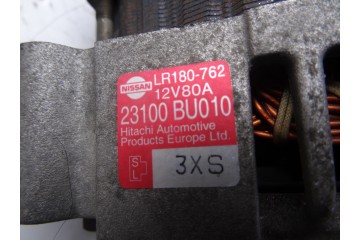 NISSAN
LR180-762
12V80A
23100 BU010
Hitachi Automotive
Products Europe Ltd.
S
L
3XS